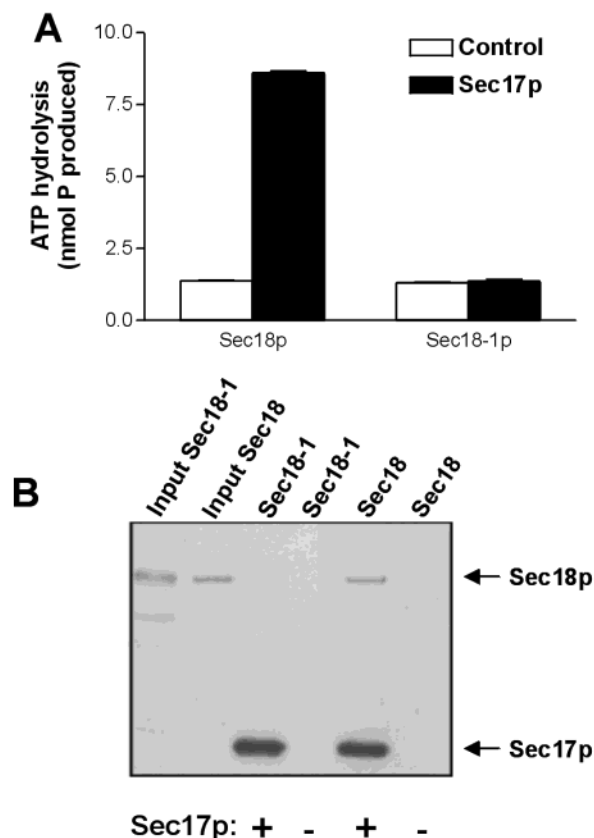 A
ATP hydrolysis
(nmol P produced)
10.0
7.5
5.0
2.5
0.0
Control
Sec17p
Sec18p
Sec18-1p
B
Input Sec18-1
Input Sec18
Sec18-1
Sec18-1
Sec18
Sec18
Sec18p
Sec17p
Sec17p: + - + -